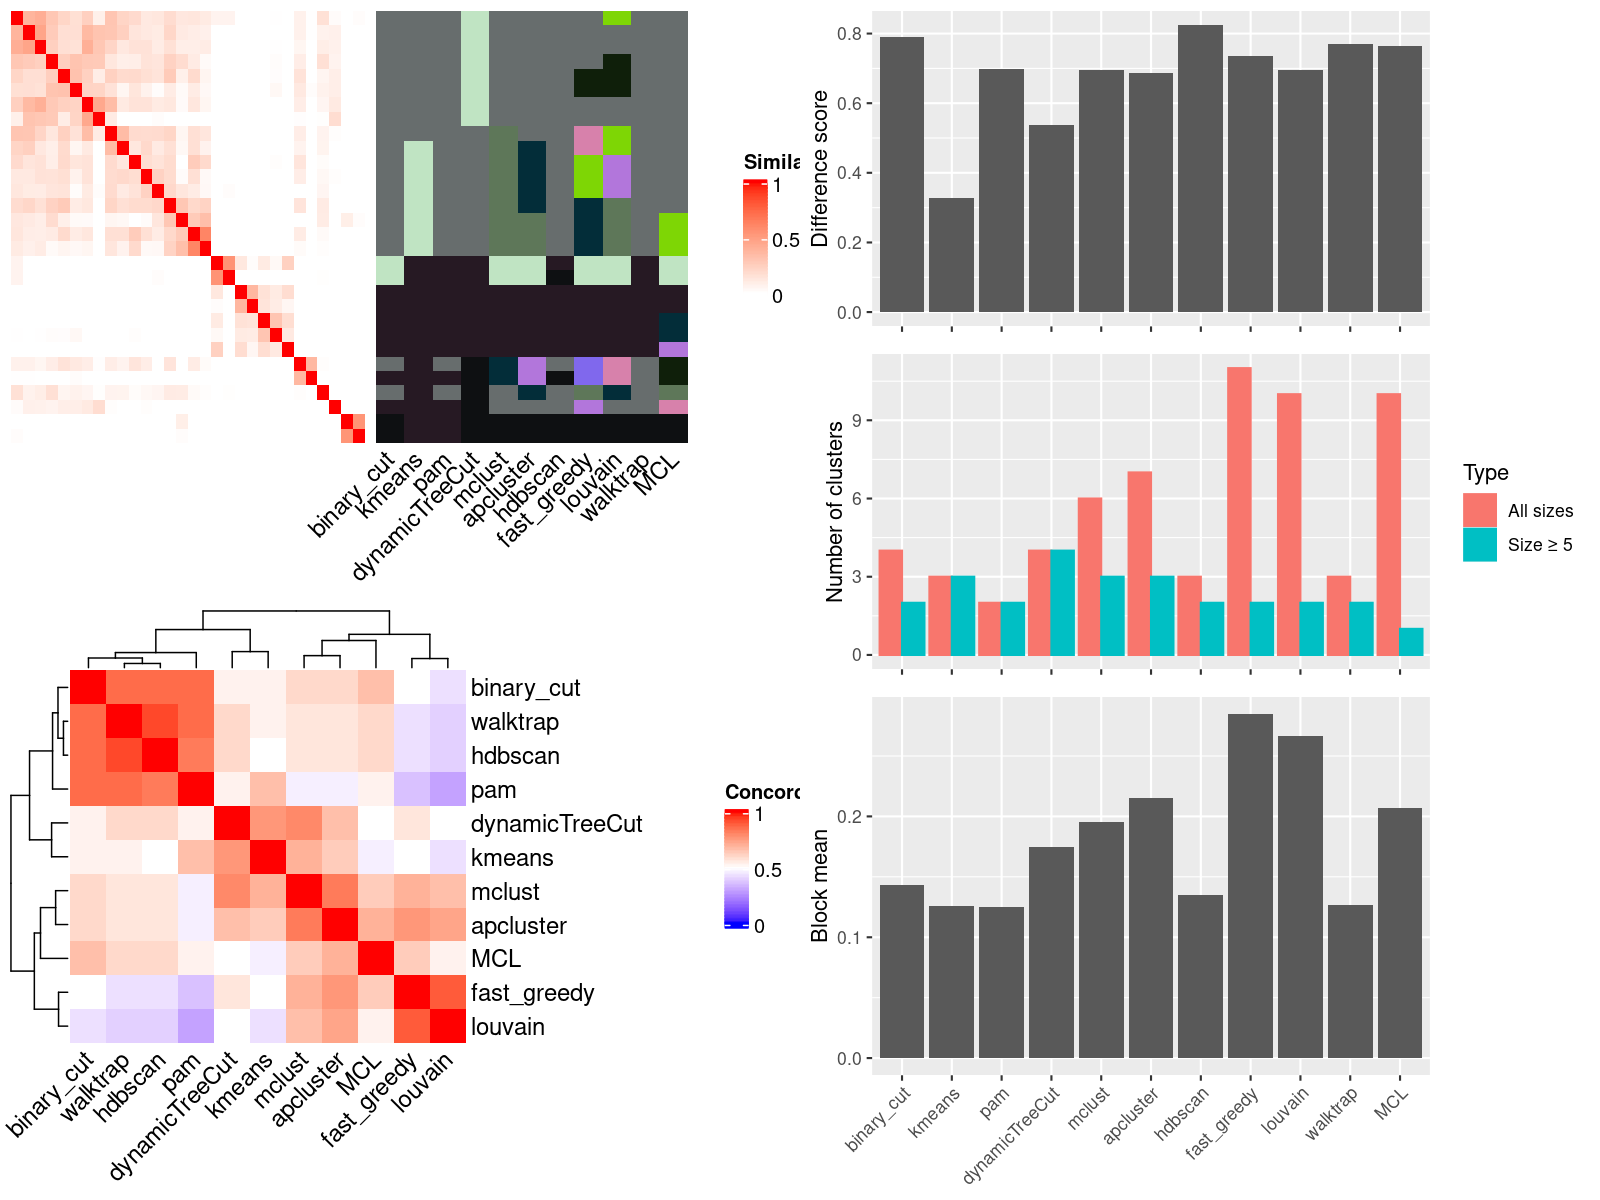 Simila
1
0.5
0
binary_cut
kmeans
pam
dynamicTreeCut
mclust
apcluster
hdbscan
fast_greedy
louvain
walktrap
MCL
binary_cut
walktrap
hdbscan
pam
dynamicTreeCut
kmeans
mclust
apcluster
MCL
fast_greedy
louvain
Concord
1
0.5
0
binary_cut
walktrap
hdbscan
pam
dynamicTreeCut
kmeans
mclust
apcluster
MCL
fast_greedy
louvain
Difference score
0.8
0.6
0.4
0.2
0.0
Number of clusters
9
6
3
0
Type
All sizes
Size ≥ 5
Block mean
0.2
0.1
0.0
binary_cut
kmeans
pam
dynamicTreeCut
mclust
apcluster
hdbscan
fast_greedy
louvain
walktrap
MCL